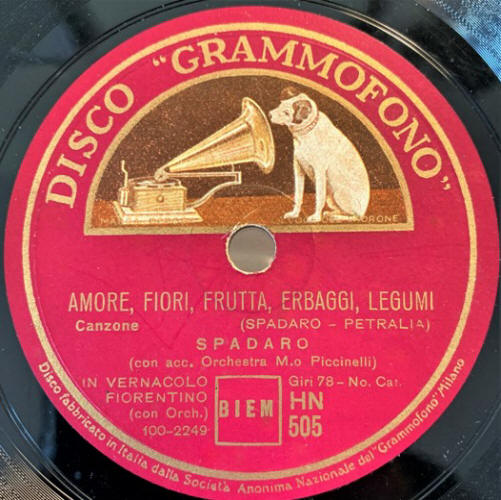 DISCO "GRAMMOFONO"
AMORE, FIORI, FRUTTA, ERBAGGI, LEGUMI
Canzone (SPADARO - PETRALIA)
SPADARO
(con acc. Orchestra M.o Piccinelli)
IN VERNACOLO
FIORENTINO
(con Orch.)
100-2249
BIEM
Giri 78 - No. Cat.
HN
505
Disco fabbricato in Italia dalla Società Anonima Nazionale del "Grammofono" Milano